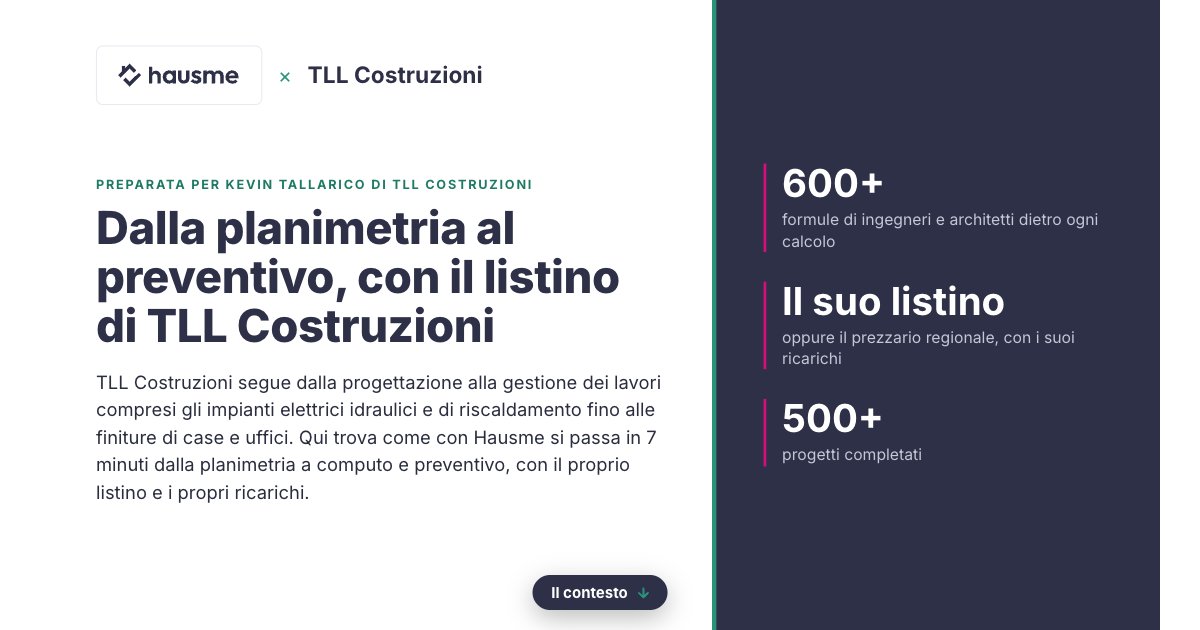 hausme × TLL Costruzioni
PREPARATA PER KEVIN TALLARICO DI TLL COSTRUZIONI
Dalla planimetria al
preventivo, con il listino
di TLL Costruzioni
TLL Costruzioni segue dalla progettazione alla gestione dei lavori
compresi gli impianti elettrici idraulici e di riscaldamento fino alle
finiture di case e uffici. Qui trova come con Hausme si passa in 7
minuti dalla planimetria a computo e preventivo, con il proprio
listino e i propri ricarichi.
Il contesto ↓
600+
formule di ingegneri e architetti dietro ogni
calcolo
Il suo listino
oppure il prezzario regionale, con i suoi
ricarichi
500+
progetti completati